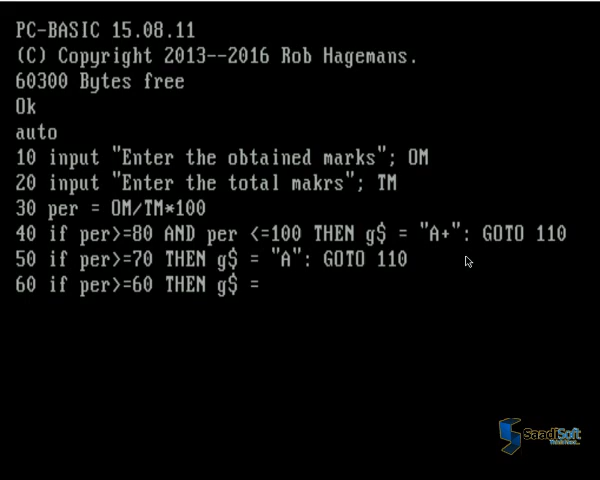 PC-BASIC 15.08.11
(C) Copyright 2013--2016 Rob Hagemans.
60300 Bytes free
Ok
auto
10 input "Enter the obtained marks"; OM
20 input "Enter the total makrs"; TM
30 per = OM/TM*100
40 if per>=80 AND per <=100 THEN g$ = "A+": GOTO 110
50 if per>=70 THEN g$ = "A": GOTO 110
60 if per>=60 THEN g$ =
SaadiSoft